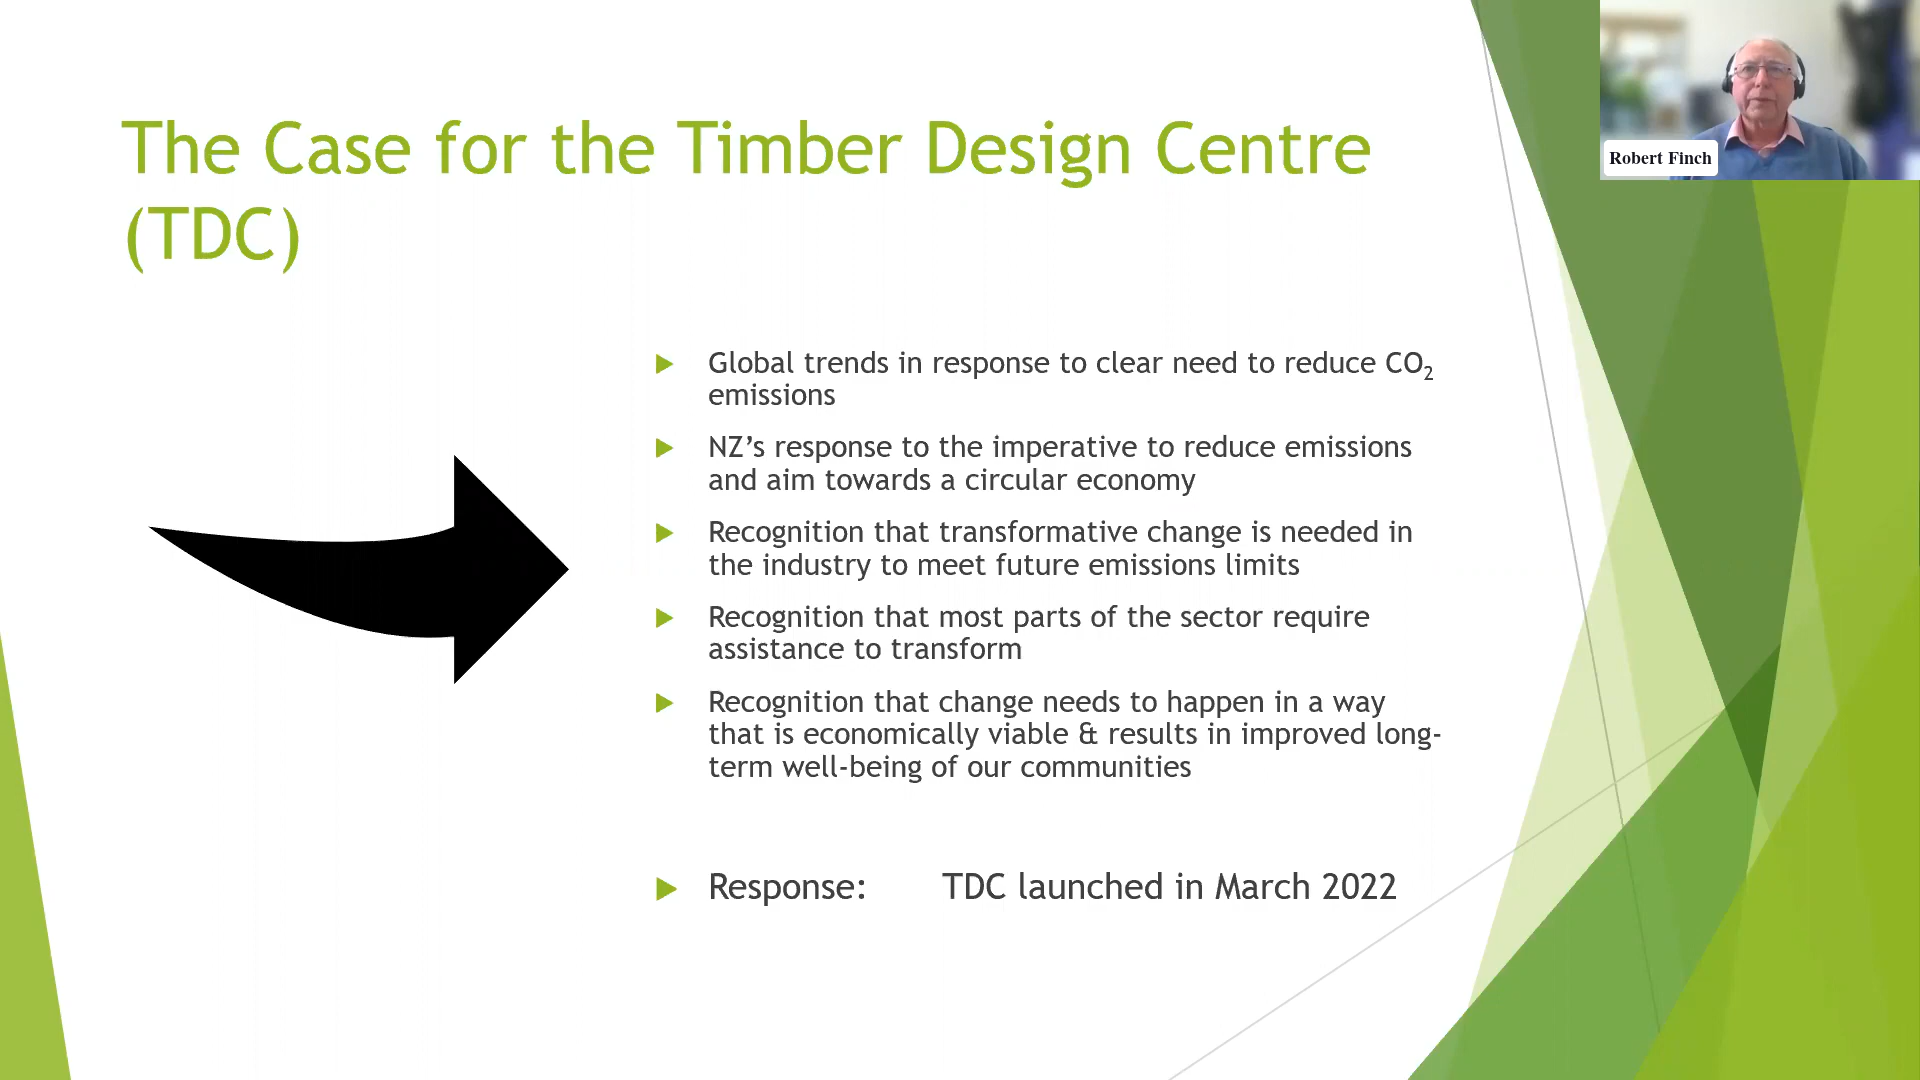 The Case for the Timber Design Centre
(TDC)
Robert Finch
Global trends in response to clear need to reduce CO₂
emissions
NZ’s response to the imperative to reduce emissions
and aim towards a circular economy
Recognition that transformative change is needed in
the industry to meet future emissions limits
Recognition that most parts of the sector require
assistance to transform
Recognition that change needs to happen in a way
that is economically viable & results in improved long-
term well-being of our communities
Response: TDC launched in March 2022